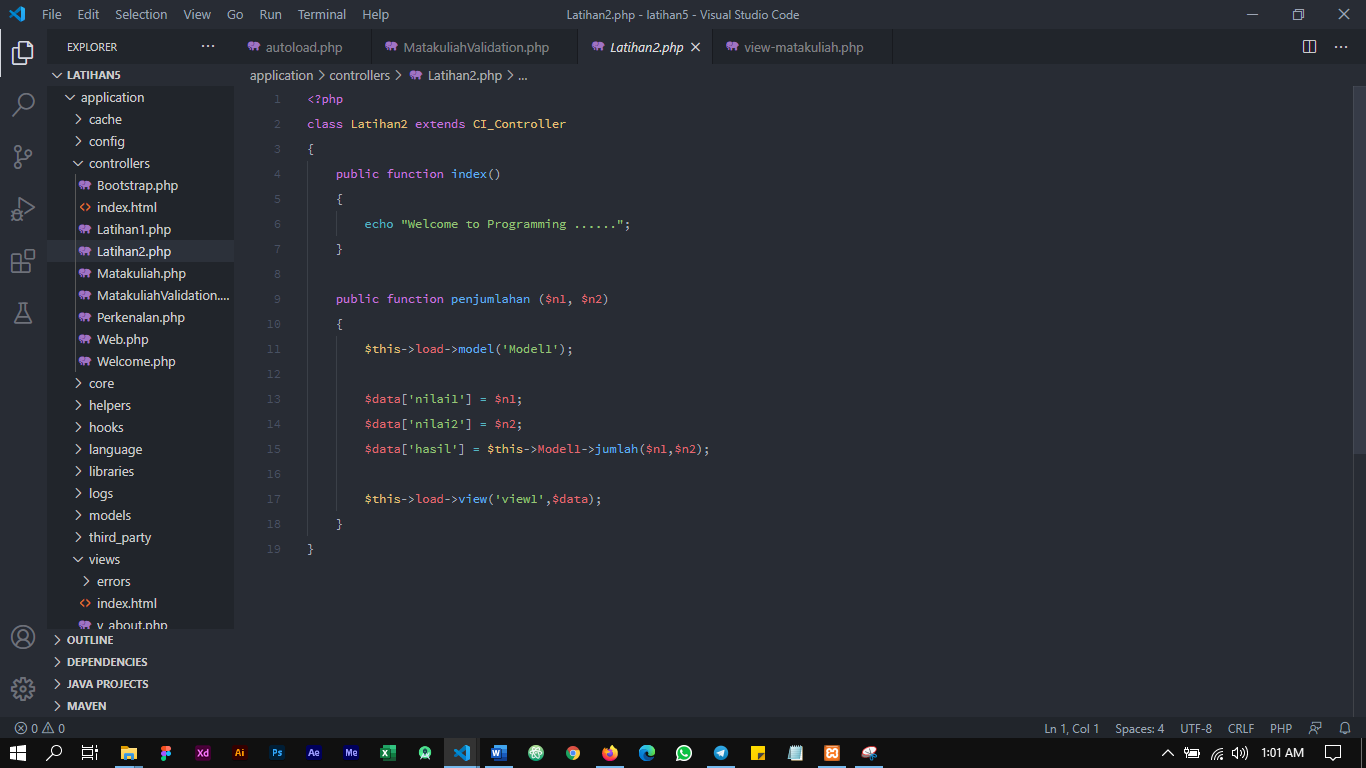 File Edit Selection View Go Run Terminal Help
Latihan2.php - latihan5 - Visual Studio Code
EXPLORER
autoload.php
MatakuliahValidation.php
Latihan2.php
view-matakuliah.php
LATIHAN5
application
cache
config
controllers
Bootstrap.php
index.html
Latihan1.php
Latihan2.php
Matakuliah.php
MatakuliahValidation....
Perkenalan.php
Web.php
Welcome.php
core
helpers
hooks
language
libraries
logs
models
third_party
views
errors
index.html
v_about.php
OUTLINE
DEPENDENCIES
JAVA PROJECTS
MAVEN
application > controllers > Latihan2.php > ...
1 <?php
2 class Latihan2 extends CI_Controller
3 {
4 public function index()
5 {
6 echo "Welcome to Programming ......";
7 }
8
9 public function penjumlahan ($n1, $n2)
10 {
11 $this->load->model('Model1');
12
13 $data['nilai1'] = $n1;
14 $data['nilai2'] = $n2;
15 $data['hasil'] = $this->Model1->jumlah($n1,$n2);
16
17 $this->load->view('view1',$data);
18 }
19 }
0 0
Ln 1, Col 1 Spaces: 4 UTF-8 CRLF PHP
Xd Ai Ps Ae Me
1:01 AM